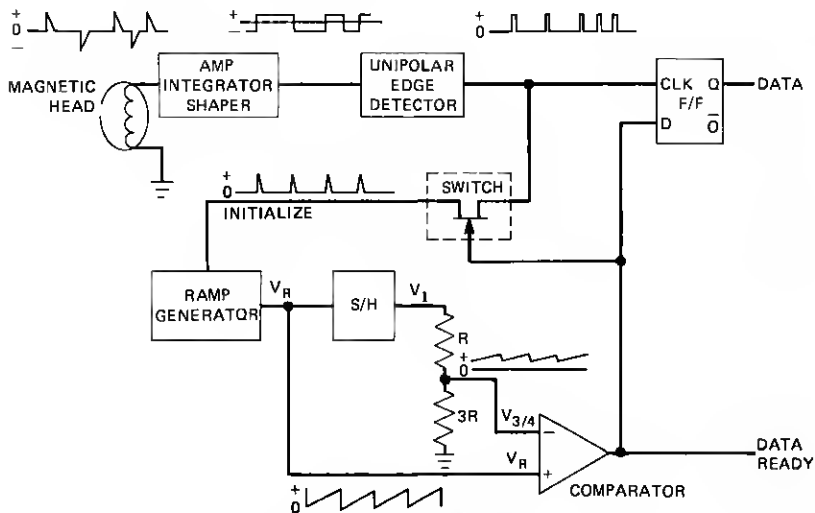 +
0
−
+
−
+
0
MAGNETIC
HEAD
AMP
INTEGRATOR
SHAPER
UNIPOLAR
EDGE
DETECTOR
CLK Q
F/F
D Q
DATA
+
0
INITIALIZE
SWITCH
RAMP
GENERATOR
VR
S/H
V1
R
+
0
3R
V3/4
−
VR
+
+
0
COMPARATOR
DATA
READY